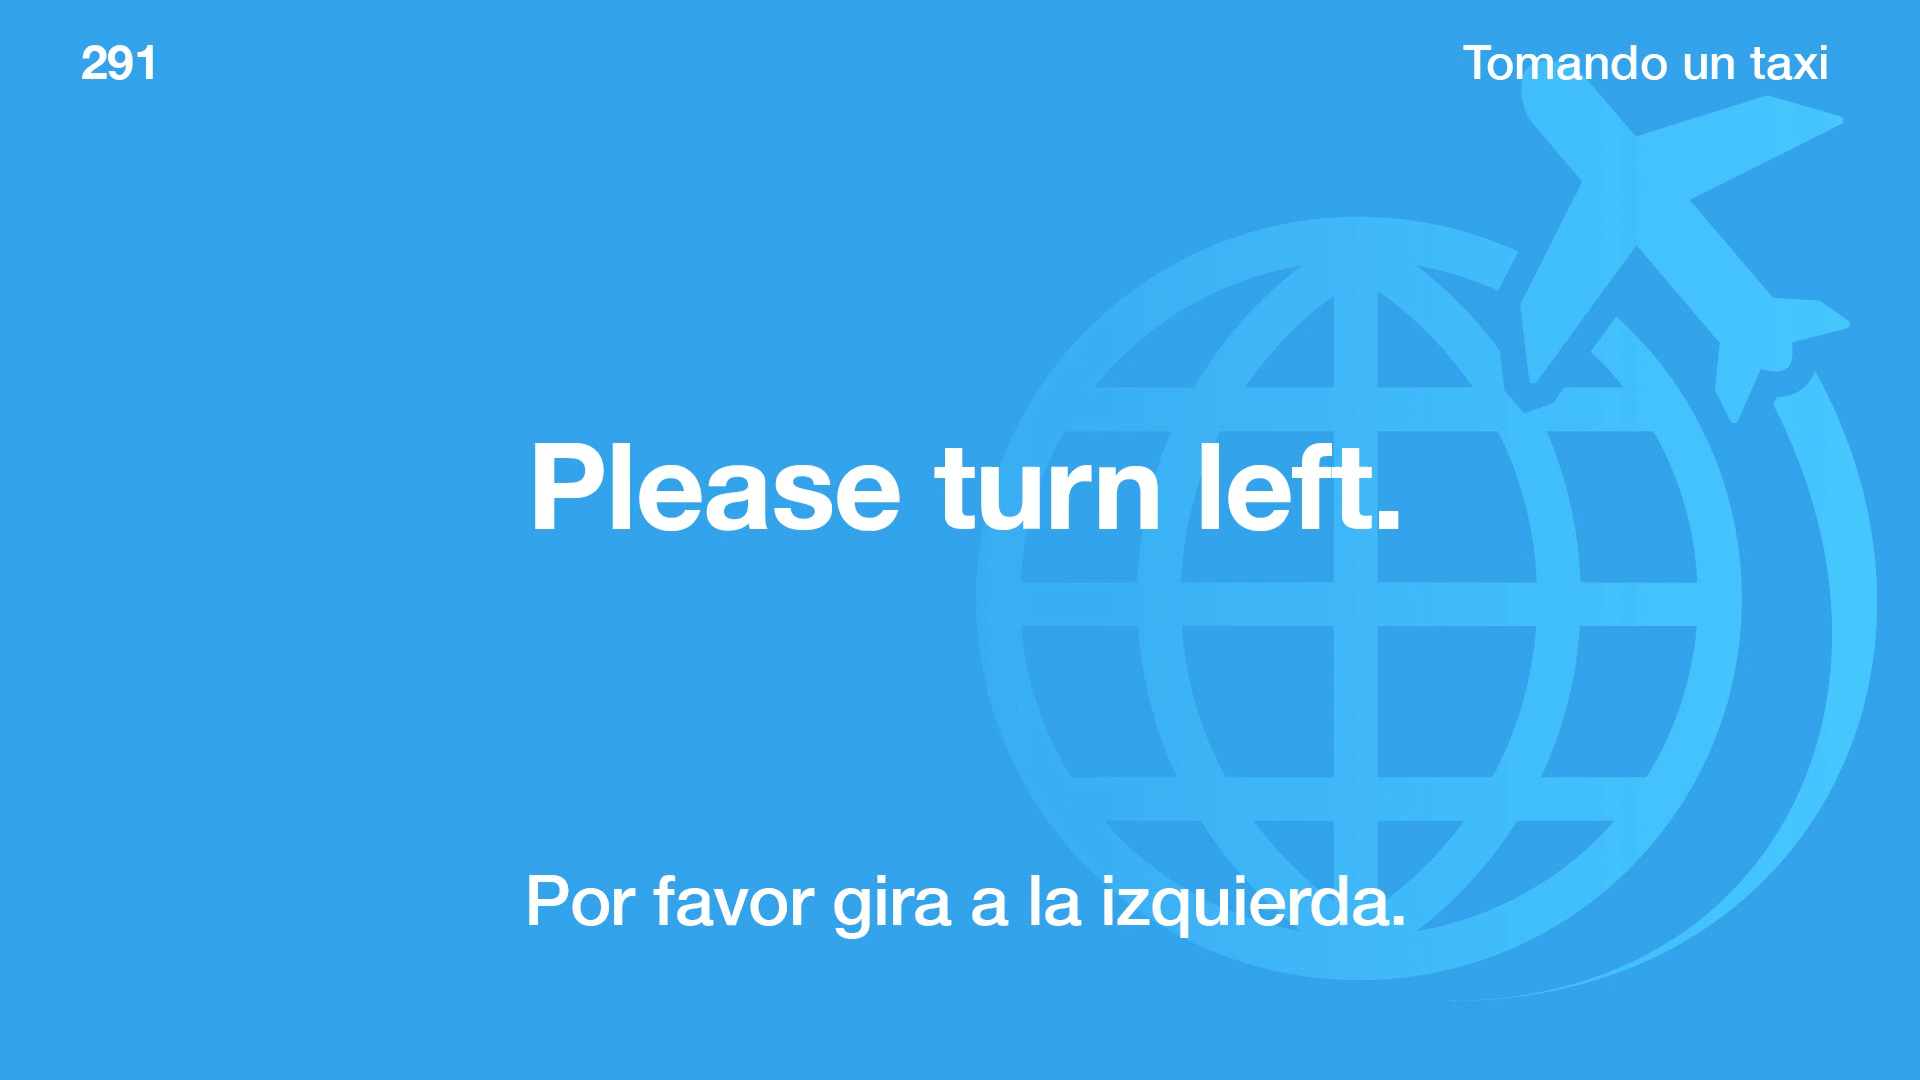 291
Tomando un taxi
Please turn left.
Por favor gira a la izquierda.